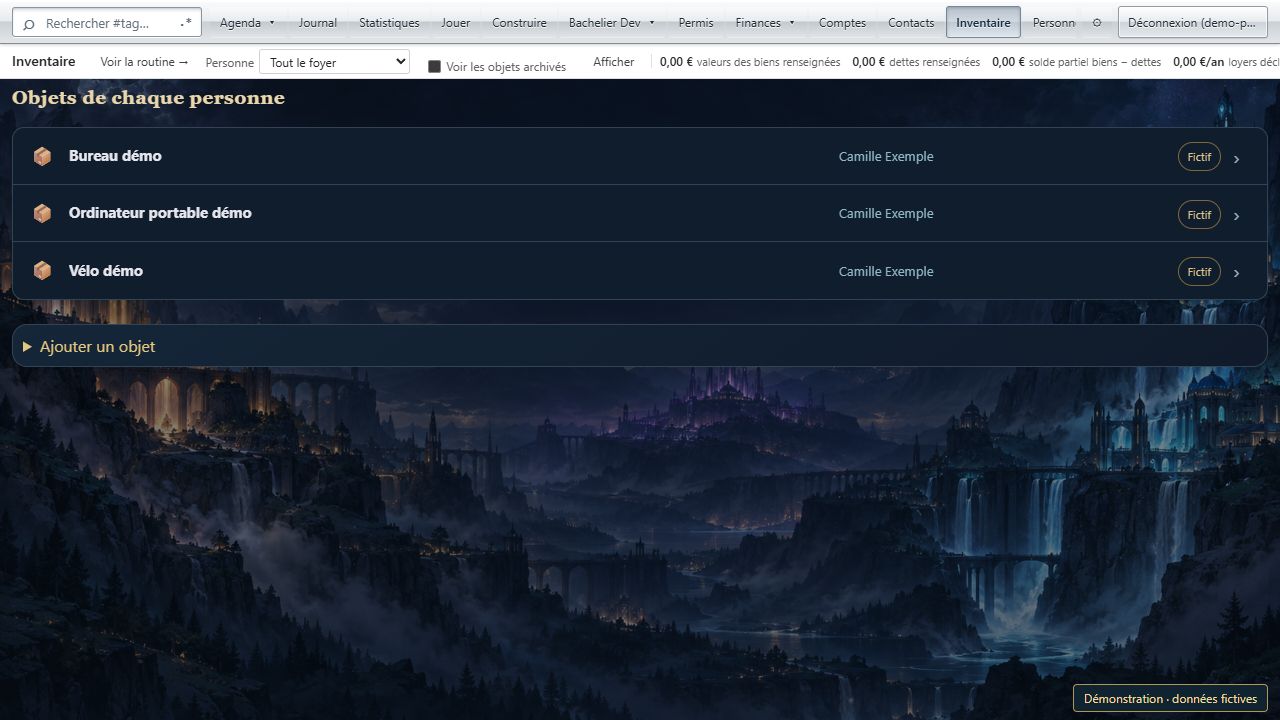 Rechercher #tag... .* Agenda ▾ Journal Statistiques Jouer Construire Bachelier Dev ▾ Permis Finances ▾ Comptes Contacts Inventaire Personn Déconnexion (demo-p...
Inventaire Voir la routine → Personne Tout le foyer Voir les objets archivés Afficher 0,00 € valeurs des biens renseignées 0,00 € dettes renseignées 0,00 € solde partiel biens − dettes 0,00 €/an loyers décl
Objets de chaque personne
Bureau démo Camille Exemple Fictif ›
Ordinateur portable démo Camille Exemple Fictif ›
Vélo démo Camille Exemple Fictif ›
▶ Ajouter un objet
Démonstration · données fictives